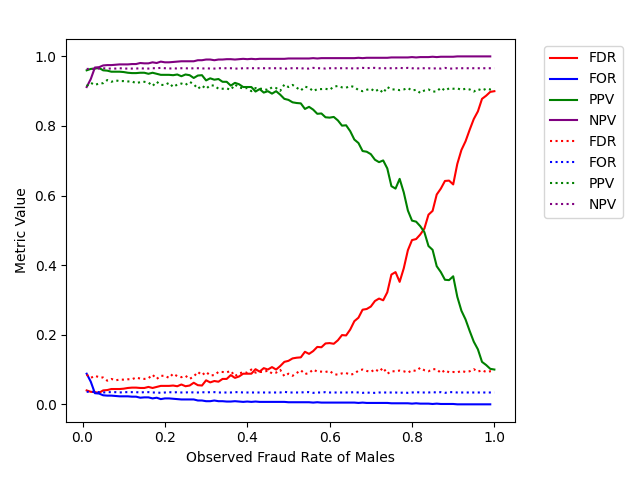 1.0
0.8
0.6
0.4
0.2
0.0
Metric Value
0.0 0.2 0.4 0.6 0.8 1.0
Observed Fraud Rate of Males
FDR
FOR
PPV
NPV
FDR
FOR
PPV
NPV